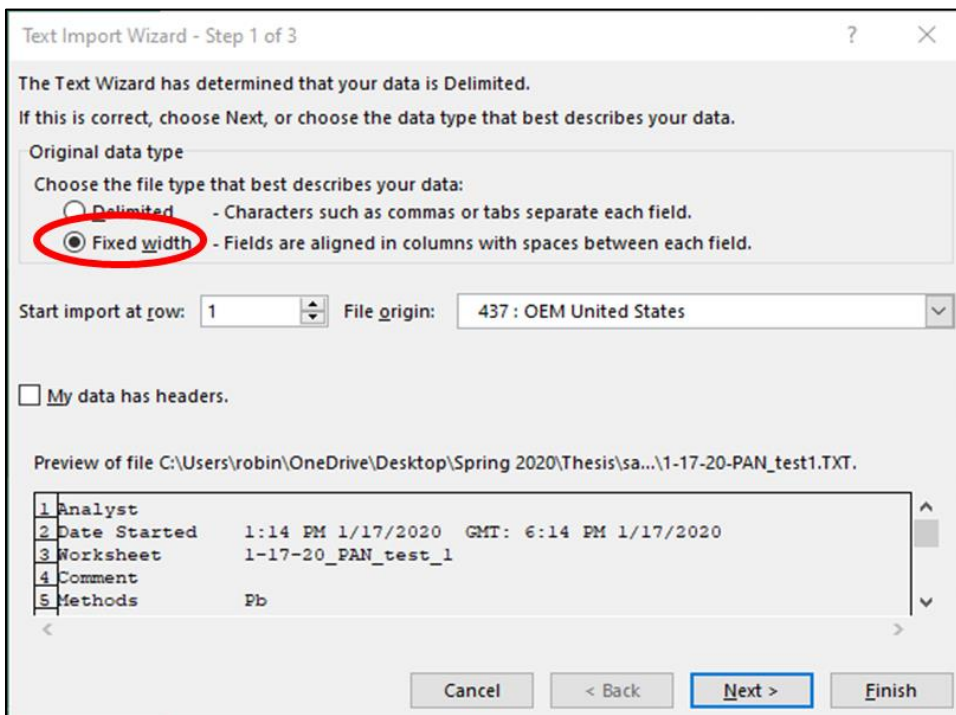 Text Import Wizard - Step 1 of 3 ?
The Text Wizard has determined that your data is Delimited.
If this is correct, choose Next, or choose the data type that best describes your data.
Original data type
Choose the file type that best describes your data:
Delimited - Characters such as commas or tabs separate each field.
Fixed width - Fields are aligned in columns with spaces between each field.
Start import at row: 1 File origin: 437 : OEM United States
My data has headers.
Preview of file C:\Users\robin\OneDrive\Desktop\Spring 2020\Thesis\sa...\1-17-20-PAN_test1.TXT.
1 Analyst
2 Date Started 1:14 PM 1/17/2020 GMT: 6:14 PM 1/17/2020
3 Worksheet 1-17-20_PAN_test_1
4 Comment
5 Methods Pb
Cancel < Back Next > Finish